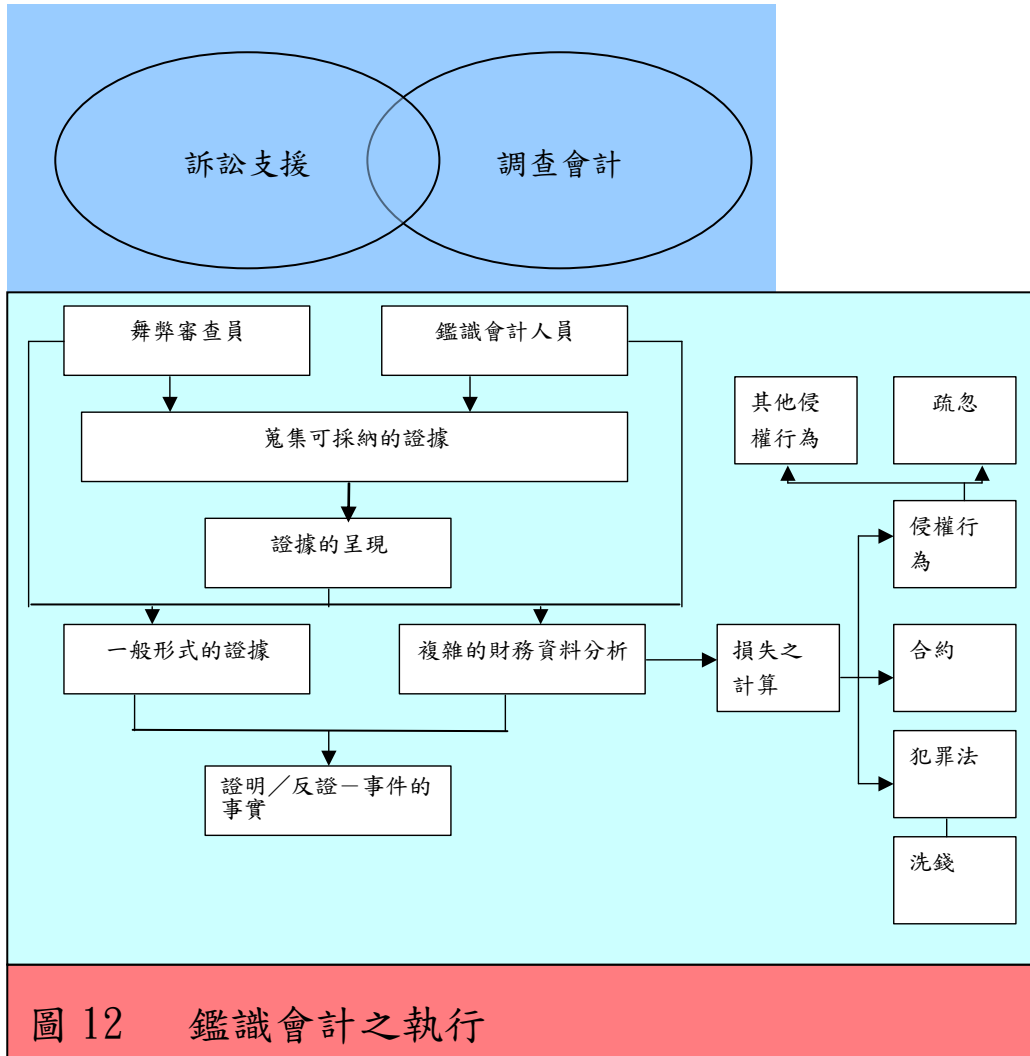 訴訟支援
調查會計
舞弊審查員
鑑識會計人員
蒐集可採納的證據
證據的呈現
一般形式的證據
複雜的財務資料分析
證明／反證－事件的
事實
損失之
計算
其他侵
權行為
疏忽
侵權行
為
合約
犯罪法
洗錢
圖 12 鑑識會計之執行